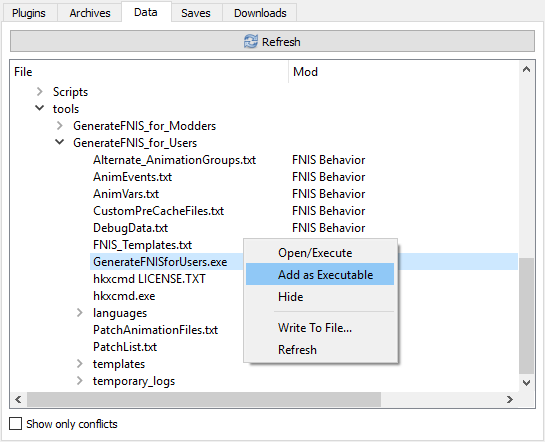 Plugins Archives Data Saves Downloads
Refresh
File Mod
Scripts
tools
GenerateFNIS_for_Modders
GenerateFNIS_for_Users
Alternate_AnimationGroups.txt FNIS Behavior
AnimEvents.txt FNIS Behavior
AnimVars.txt FNIS Behavior
CustomPreCacheFiles.txt FNIS Behavior
DebugData.txt FNIS Behavior
FNIS_Templates.txt
GenerateFNISforUsers.exe
hkxcmd LICENSE.TXT
hkxcmd.exe
languages
PatchAnimationFiles.txt
PatchList.txt
templates
temporary_logs
Open/Execute
Add as Executable
Hide
Write To File...
Refresh
Show only conflicts